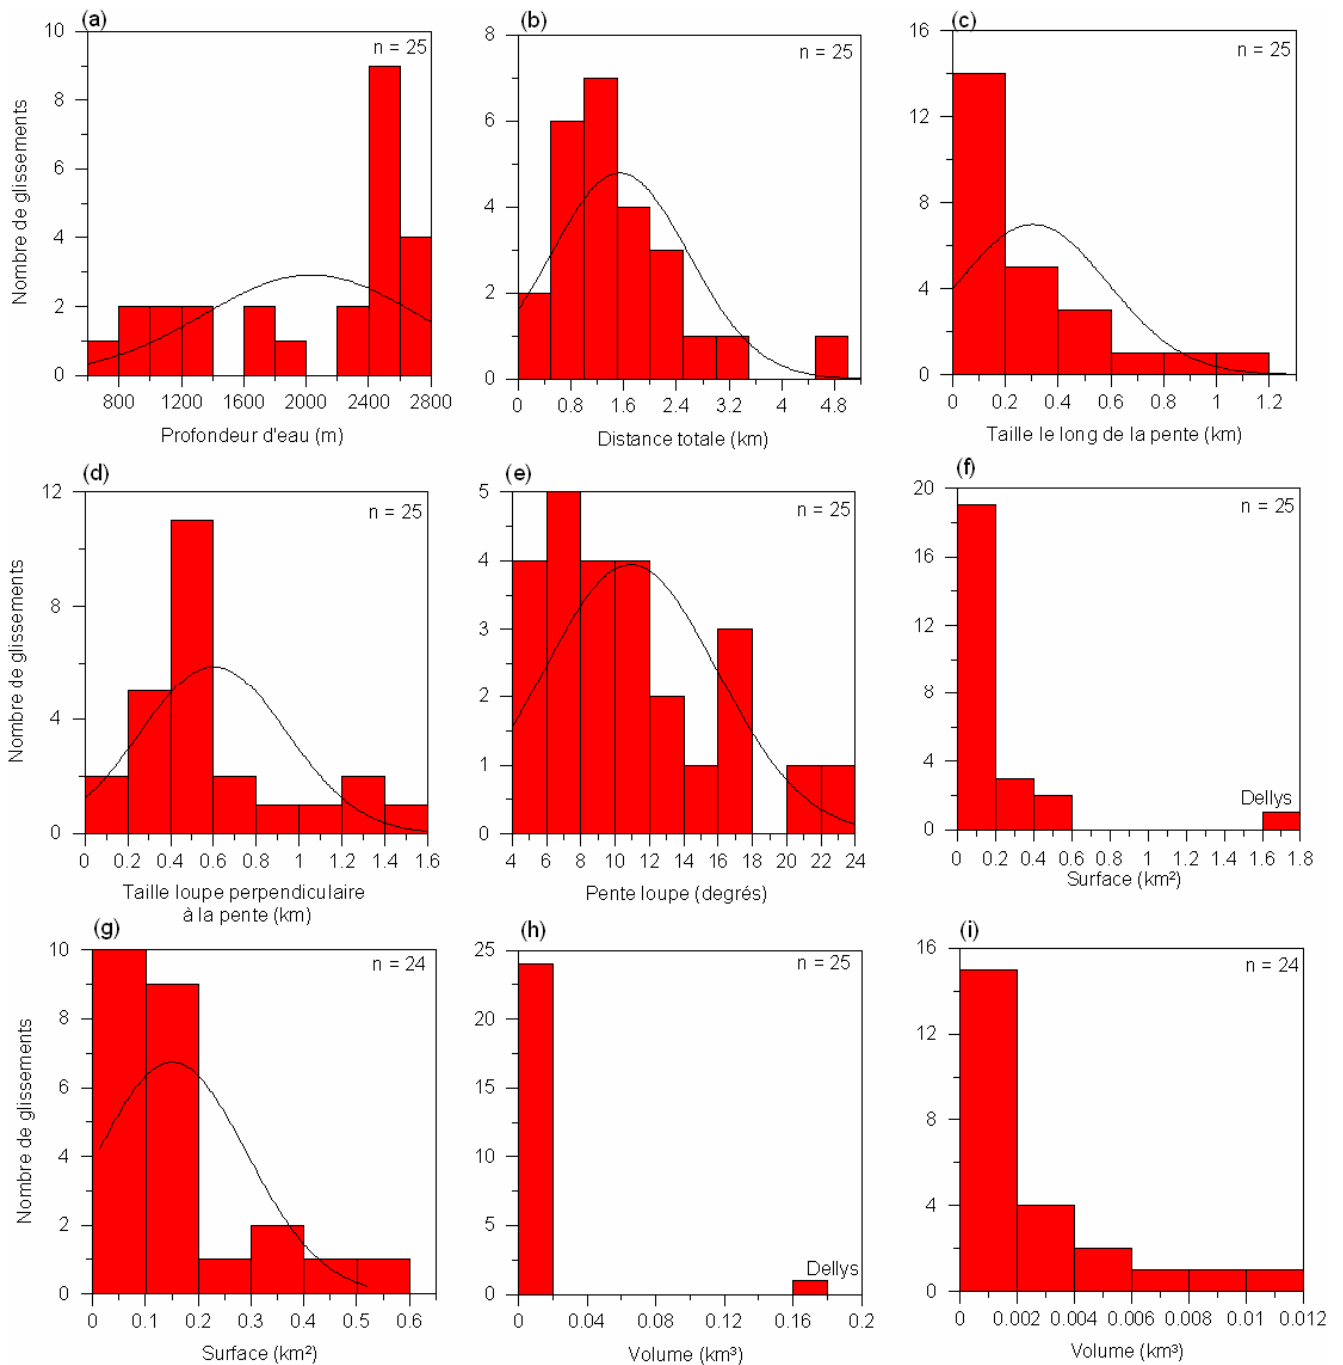 (a)
n = 25
10
8
6
4
2
0
Nombre de glissements
800 1200 1600 2000 2400 2800
Profondeur d'eau (m)
(b)
n = 25
8
6
4
2
0
0 0.8 1.6 2.4 3.2 4.8
Distance totale (km)
(c)
n = 25
16
12
8
4
0
0 0.2 0.4 0.6 0.8 1 1.2
Taille le long de la pente (km)
(d)
n = 25
12
8
4
0
Nombre de glissements
0 0.2 0.4 0.6 0.8 1 1.2 1.4 1.6
Taille loupe perpendiculaire
à la pente (km)
(e)
n = 25
5
4
3
2
1
0
4 6 8 10 12 14 16 18 20 22 24
Pente loupe (degrés)
(f)
n = 25
20
16
12
8
4
0
Dellys
0 0.2 0.4 0.6 0.8 1 1.2 1.4 1.6 1.8
Surface (km²)
(g)
n = 24
10
8
6
4
2
0
Nombre de glissements
0 0.1 0.2 0.3 0.4 0.5 0.6
Surface (km²)
(h)
n = 25
25
20
15
10
5
0
Dellys
0 0.04 0.08 0.12 0.16 0.2
Volume (km³)
(i)
n = 24
16
12
8
4
0
0 0.002 0.004 0.006 0.008 0.01 0.012
Volume (km³)